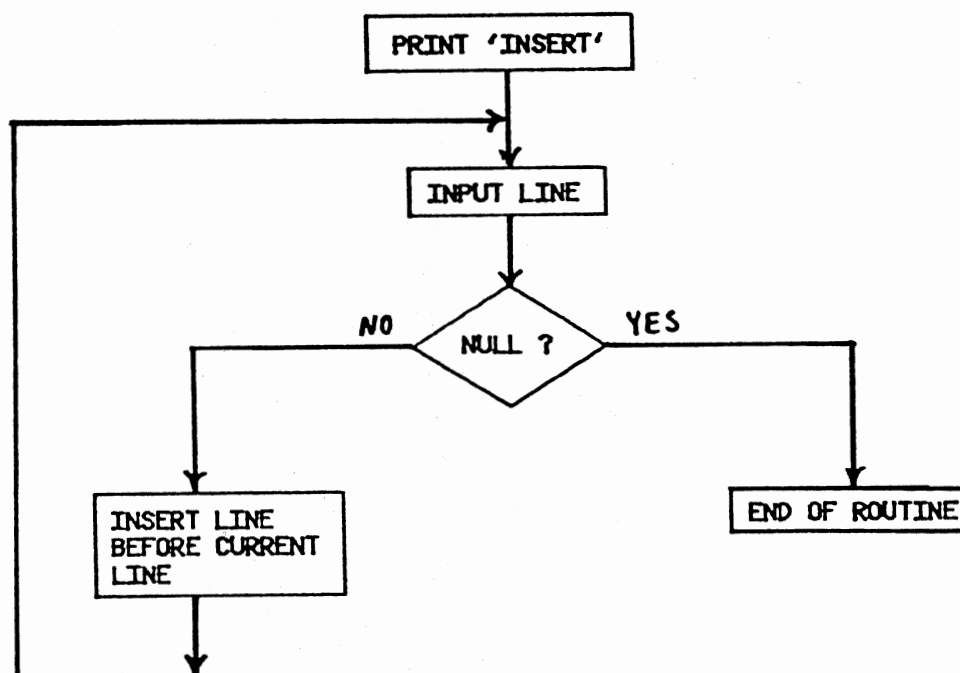 PRINT 'INSERT'
INPUT LINE
NO
NULL ?
YES
INSERT LINE
BEFORE CURRENT
LINE
END OF ROUTINE